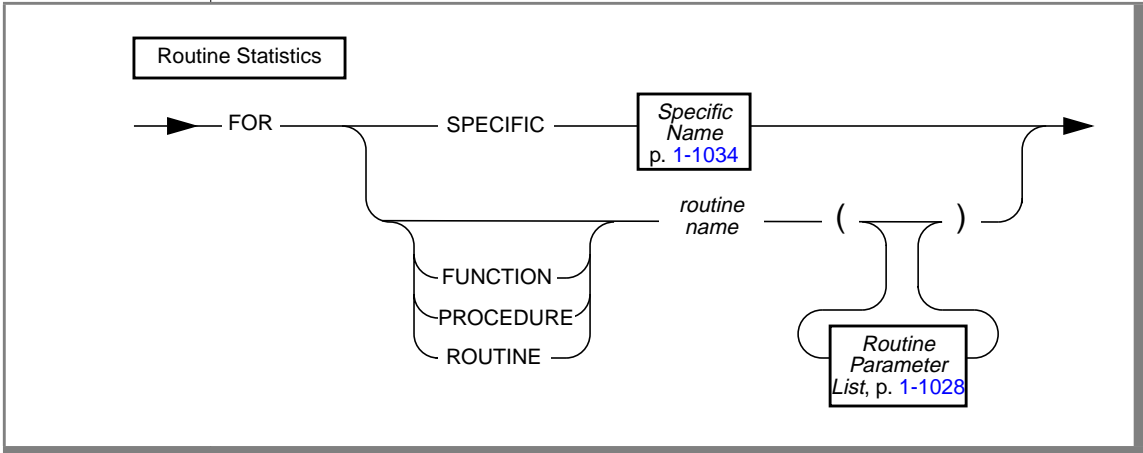 Routine Statistics
FOR
SPECIFIC
Specific
Name
p. 1-1034
routine
name
(
)
FUNCTION
PROCEDURE
ROUTINE
Routine
Parameter
List, p. 1-1028